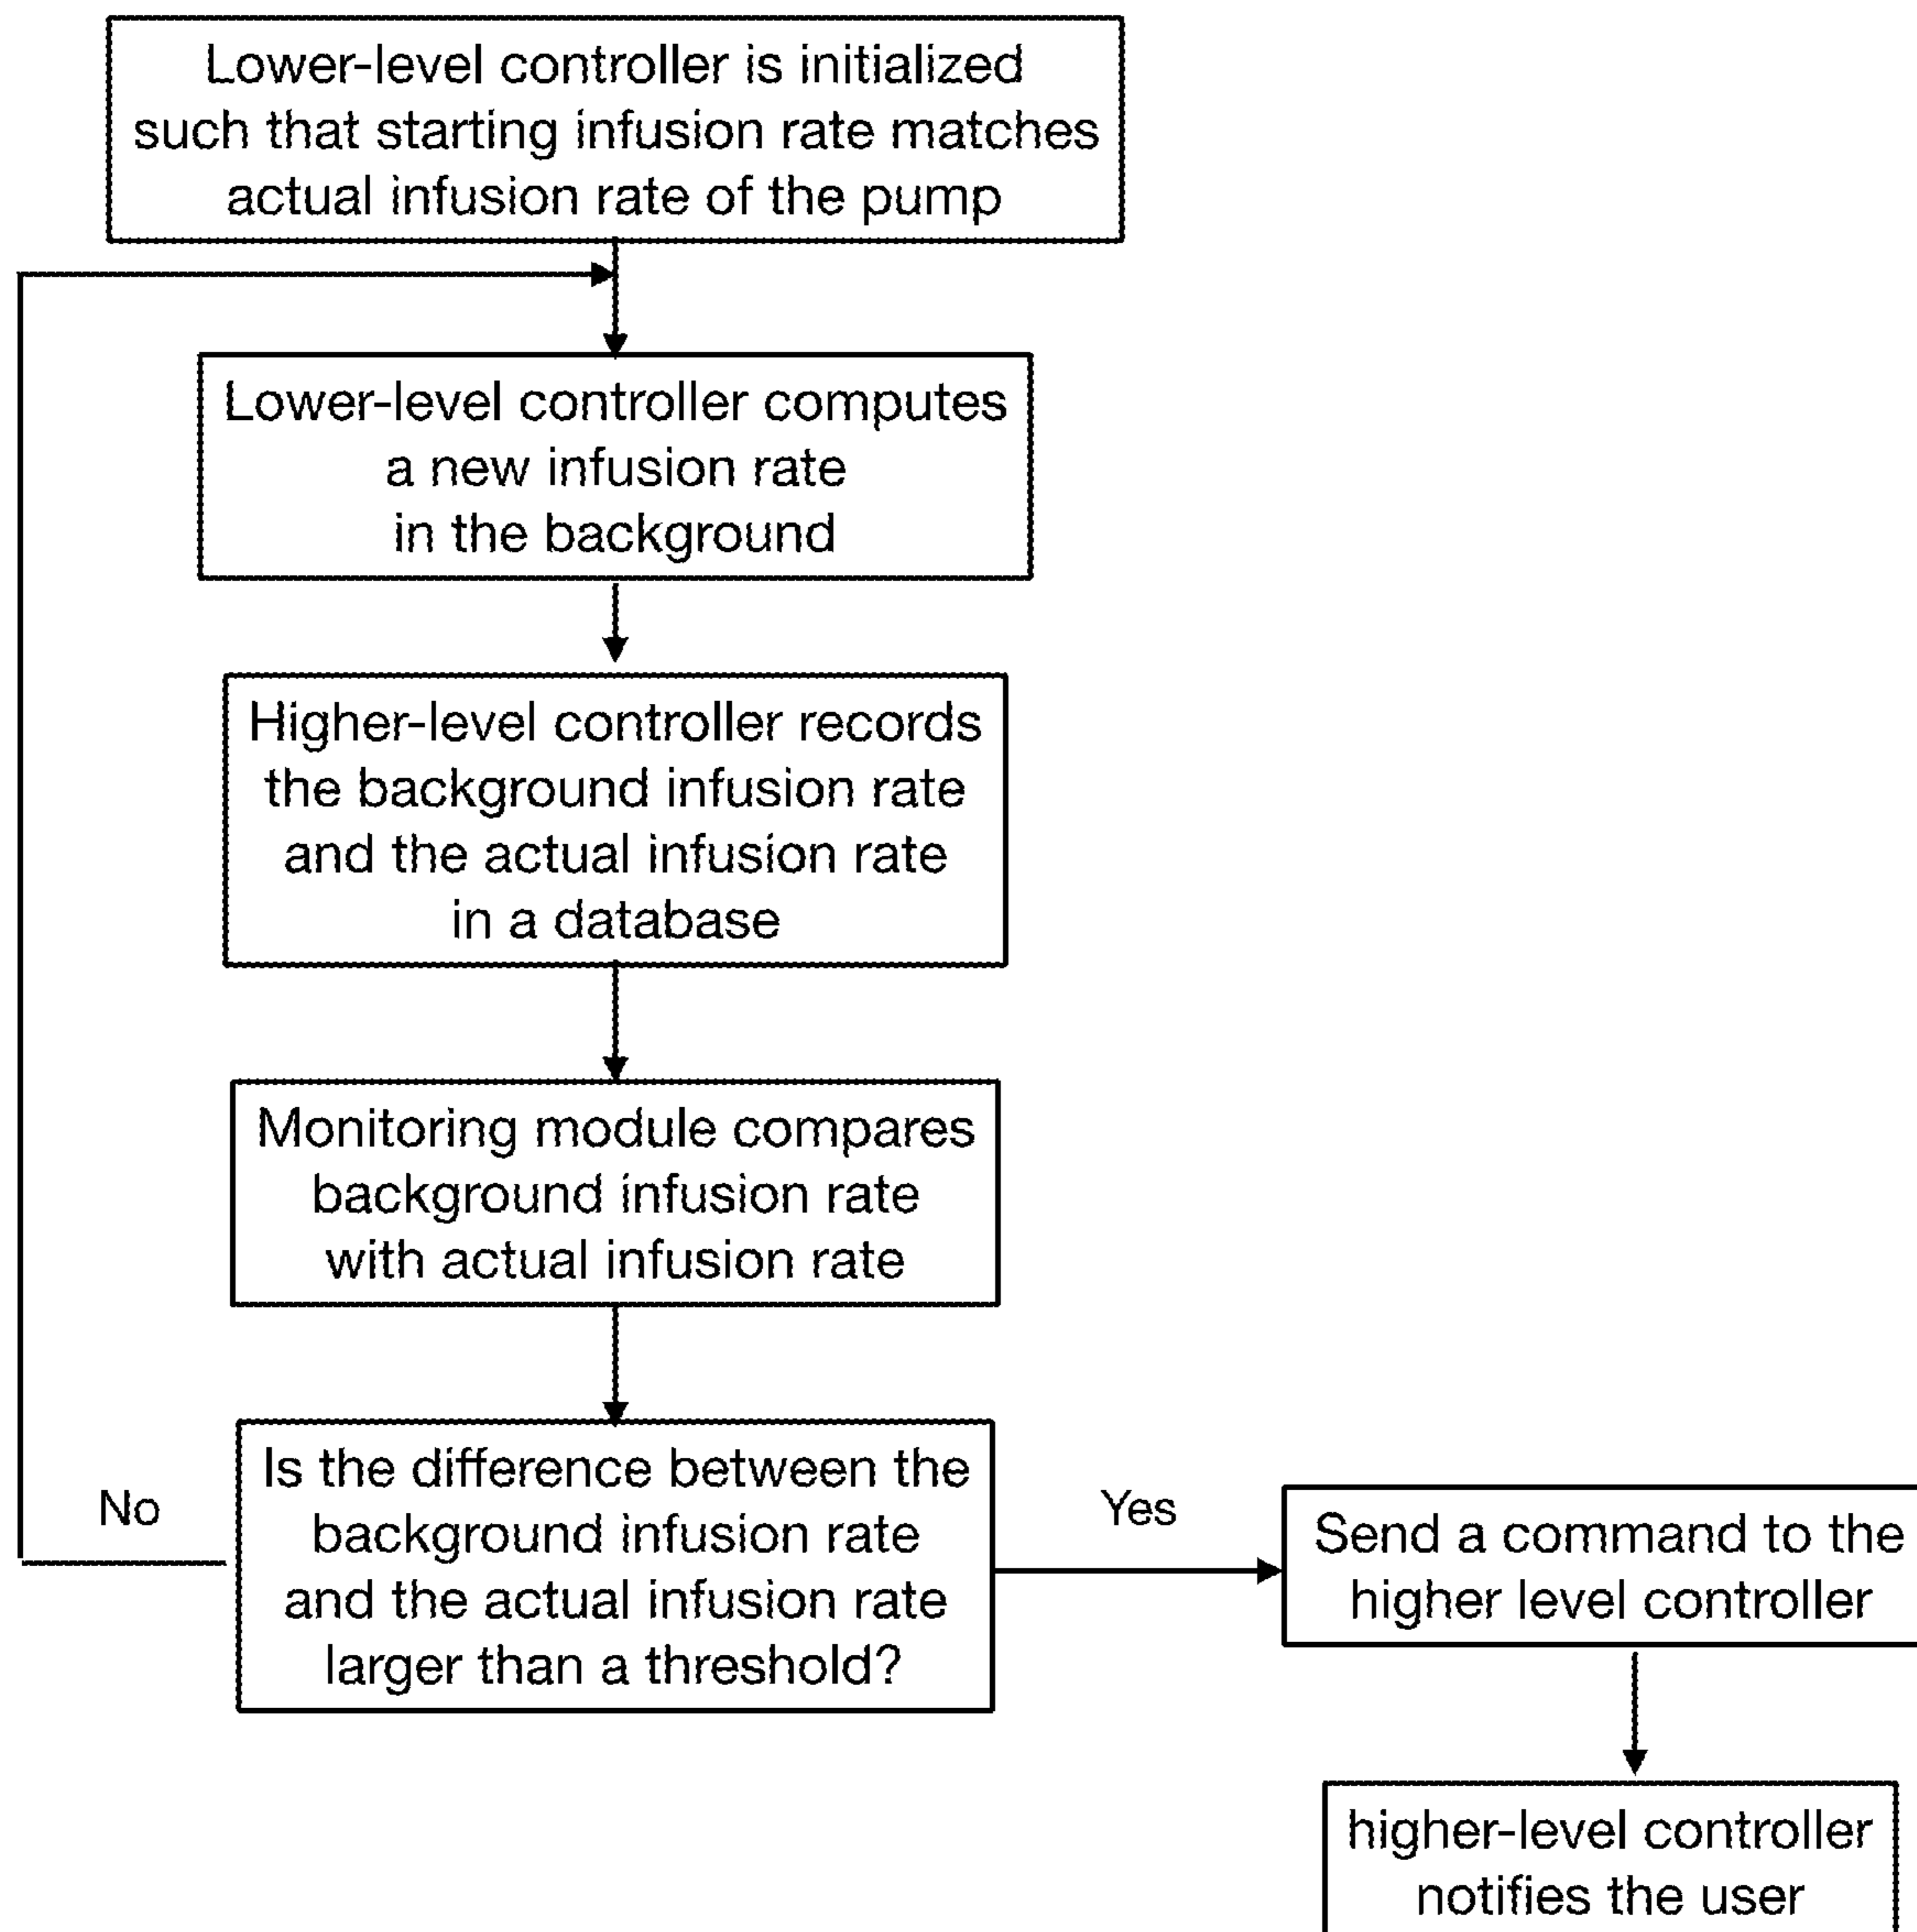 Lower-level controller is initialized
such that starting infusion rate matches
actual infusion rate of the pump
Lower-level controller computes
a new infusion rate
in the background
Higher-level controller records
the background infusion rate
and the actual infusion rate
in a database
Monitoring module compares
background infusion rate
with actual infusion rate
Is the difference between the
background infusion rate
and the actual infusion rate
larger than a threshold?
No
Yes
Send a command to the
higher level controller
higher-level controller
notifies the user